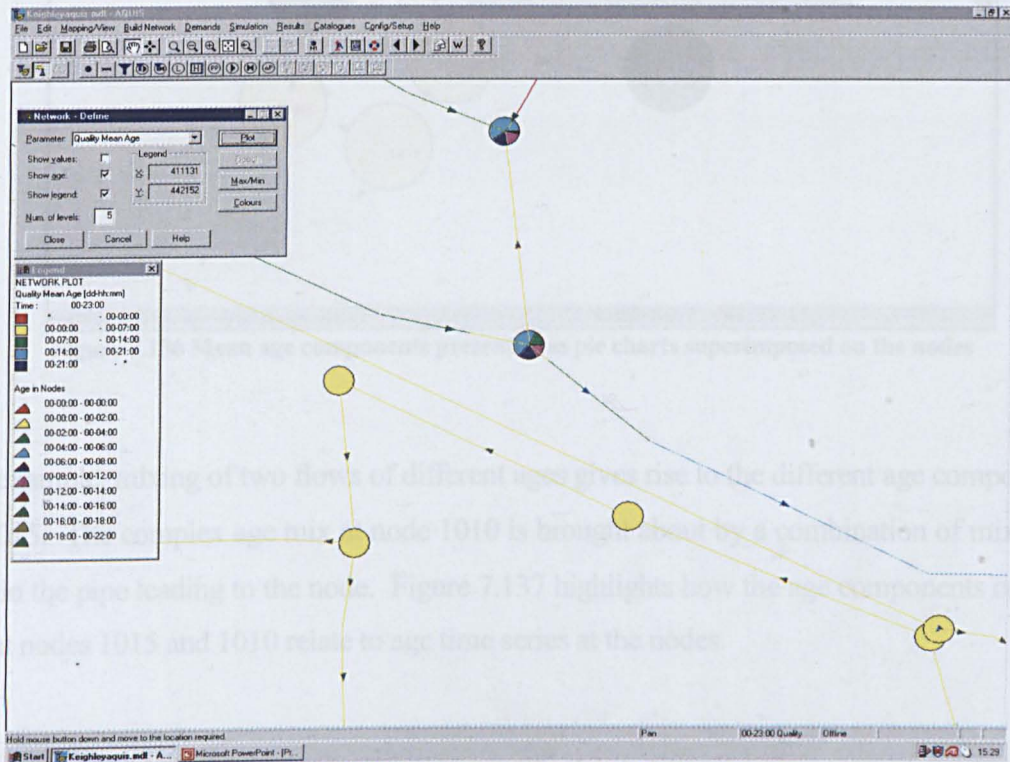 Keighleyaquis.mdl - AQUIS
File Edit Mapping/View Build Network Demands Simulation Results Catalogues Config/Setup Help
Network - Define
Parameter: Quality Mean Age Plot
Show values: Legend
Show age: X: 411131 Max/Min
Show legend: Y: 442152
Colours
Num. of levels: 5
Close Cancel Help
Legend
NETWORK PLOT
Quality Mean Age [dd-hh:mm]
Time : 00-23:00
- 00-00:00
00-00:00 - 00-07:00
00-07:00 - 00-14:00
00-14:00 - 00-21:00
00-21:00 -
Age in Nodes
00-00:00 - 00-00:00
00-00:00 - 00-02:00
00-02:00 - 00-04:00
00-04:00 - 00-06:00
00-06:00 - 00-08:00
00-12:00
00-12:00 - 00-14:00
00-14:00 - 00-16:00
00-16:00 - 00-18:00
00-18:00 - 00-22:00
Mean age components pie charts superimposed on the nodes
mixing of two flows of different ages gives rise to the different age compo
complex age mix at node 1010 is brought about by a combination of mix
the pipe leading to the node. Figure 7.137 highlights how the age components
nodes 1015 and 1010 relate to age time series at the nodes.
Hold mouse button down and move to the location required. Pan 00-23:00 Quality Offline
Start Keighleyaquis.mdl - A... Microsoft PowerPoint - [Pr... 15:29